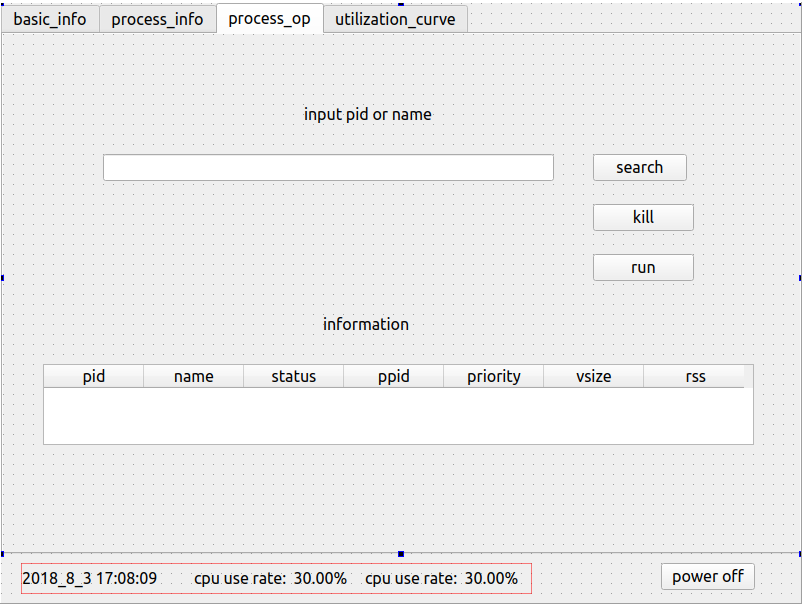 basic_info process_info process_op utilization_curve
input pid or name
search
kill
run
information
pid name status ppid priority vsize rss
2018_8_3 17:08:09 cpu use rate: 30.00% cpu use rate: 30.00% power off